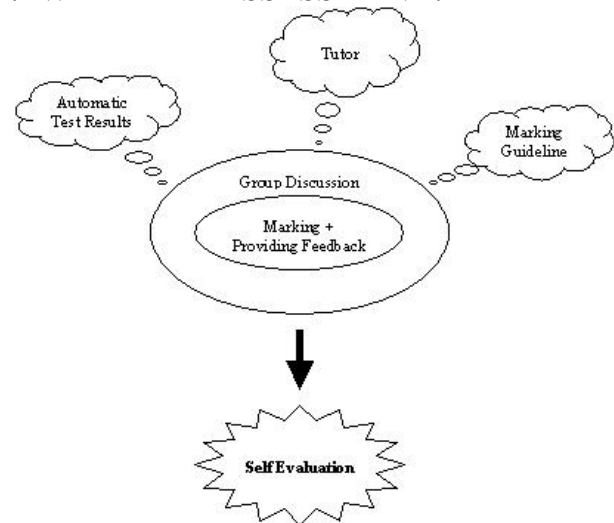 Tutor
Automatic
Test Results
Marking
Guideline
Group Discussion
Marking +
Providing Feedback
Self Evaluation